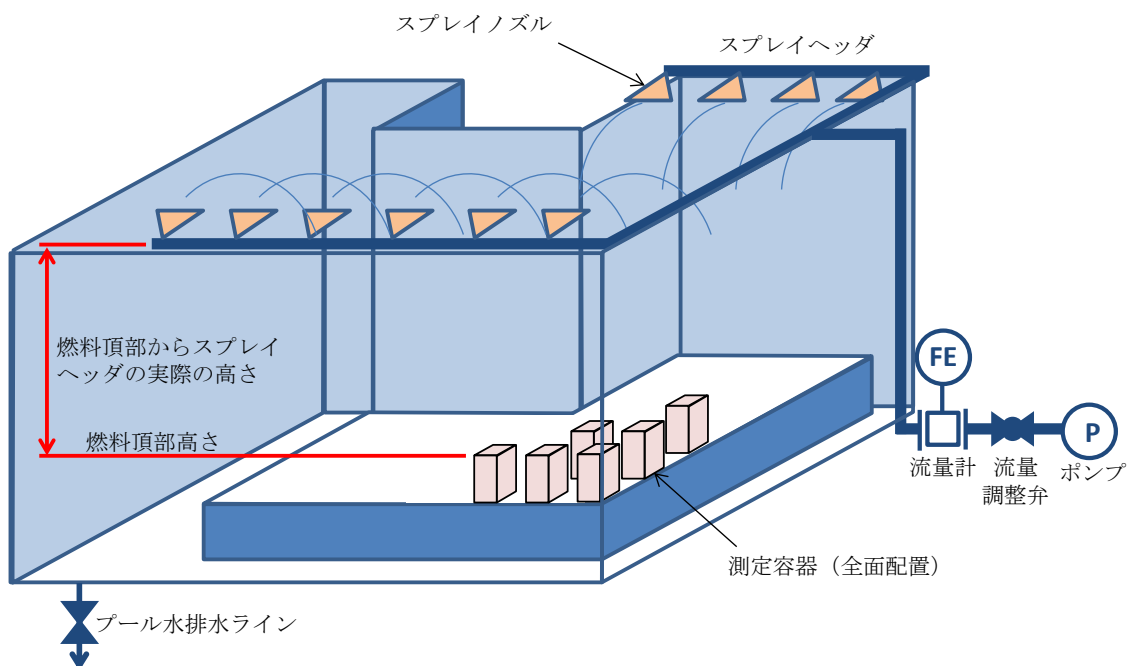 スプレイノズル
スプレイヘッダ
燃料頂部からスプレイ
ヘッダの実際の高さ
燃料頂部高さ
FE
P
流量計
流量
調整弁
ポンプ
測定容器（全面配置）
プール水排水ライン